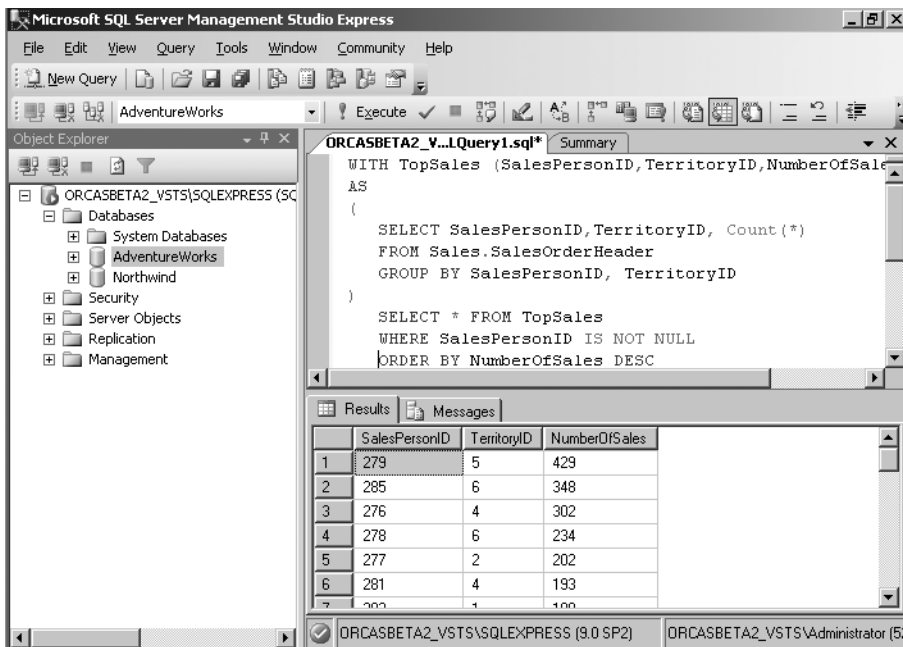 Microsoft SQL Server Management Studio Express
File Edit View Query Tools Window Community Help
New Query
AdventureWorks Execute
Object Explorer
ORCASBETA2_VSTS\SQLEXPRESS (SQ
Databases
System Databases
AdventureWorks
Northwind
Security
Server Objects
Replication
Management
ORCASBETA2_V...LQuery1.sql* Summary
WITH TopSales (SalesPersonID,TerritoryID,NumberOfSale
AS
(
SELECT SalesPersonID,TerritoryID, Count(*)
FROM Sales.SalesOrderHeader
GROUP BY SalesPersonID, TerritoryID
)
SELECT * FROM TopSales
WHERE SalesPersonID IS NOT NULL
ORDER BY NumberOfSales DESC
Results Messages
SalesPersonID TerritoryID NumberOfSales
1 279 5 429
2 285 6 348
3 276 4 302
4 278 6 234
5 277 2 202
6 281 4 193
ORCASBETA2_VSTS\SQLEXPRESS (9.0 SP2) ORCASBETA2_VSTS\Administrator (52